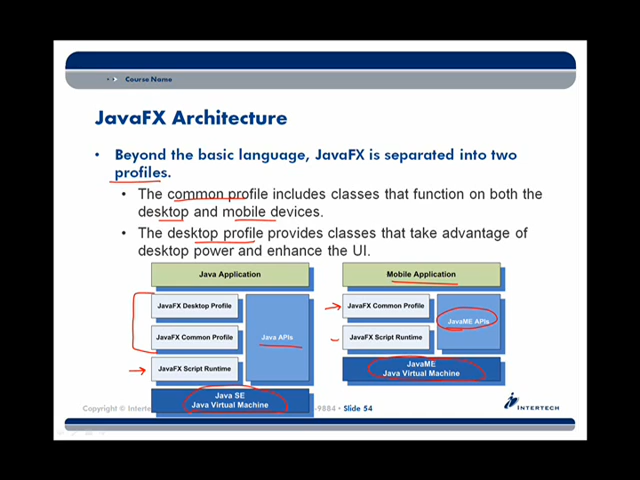 Course Name
JavaFX Architecture
• Beyond the basic language, JavaFX is separated into two
profiles.
• The common profile includes classes that function on both the
desktop and mobile devices.
• The desktop profile provides classes that take advantage of
desktop power and enhance the UI.
Java Application
JavaFX Desktop Profile
JavaFX Common Profile
Java APIs
JavaFX Script Runtime
Java SE
Java Virtual Machine
Mobile Application
JavaFX Common Profile
JavaME APIs
JavaFX Script Runtime
JavaME
Java Virtual Machine
Copyright © Interte
-9884 • Slide 54
INTERTECH